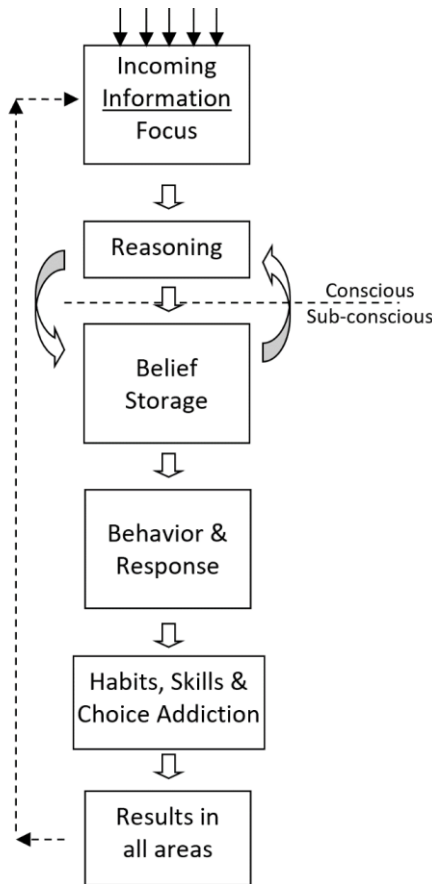 Incoming
Information
Focus
Reasoning
Conscious
Sub-conscious
Belief
Storage
Behavior &
Response
Habits, Skills &
Choice Addiction
Results in
all areas